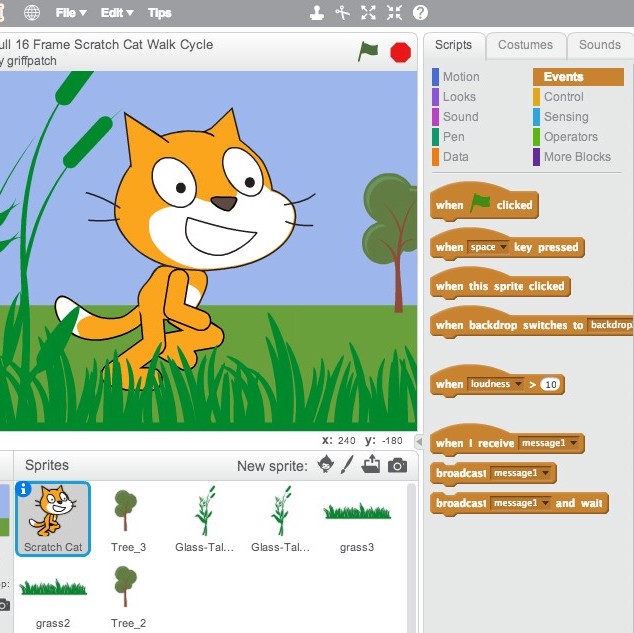 File ▾ Edit ▾ Tips
ull 16 Frame Scratch Cat Walk Cycle
y griffpatch
Scripts Costumes Sounds
Motion Events
Looks Control
Sound Sensing
Pen Operators
Data More Blocks
when clicked
when space key pressed
when this sprite clicked
when backdrop switches to backdrop
when loudness > 10
when I receive message1
broadcast message1
broadcast message1 and wait
x: 240 y: -180
Sprites New sprite:
Scratch Cat Tree_3 Glass-Tal... Glass-Tal... grass3
op:
grass2 Tree_2